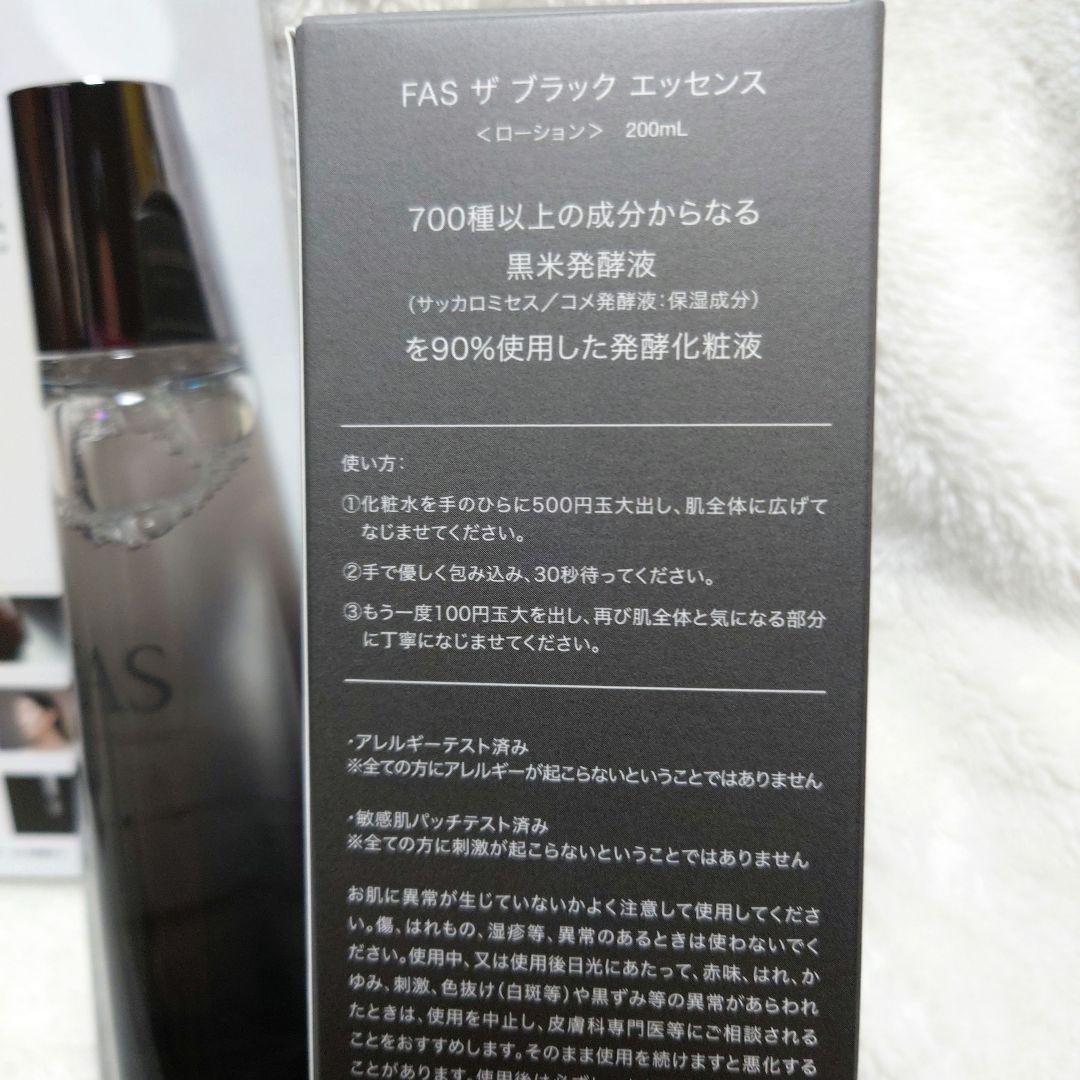 FAS ザ ブラック エッセンス
＜ローション＞ 200mL
700種以上の成分からなる
黒米発酵液
（サッカロミセス／コメ発酵液：保湿成分）
を90%使用した発酵化粧液
使い方：
①化粧水を手のひらに500円玉大出し、肌全体に広げて
なじませてください。
②手で優しく包み込み、30秒待ってください。
③もう一度100円玉大を出し、再び肌全体と気になる部分
に丁寧になじませてください。
・アレルギーテスト済み
※全ての方にアレルギーが起こらないということではありません
・敏感肌パッチテスト済み
※全ての方に刺激が起こらないということではありません
お肌に異常が生じていないかよく注意して使用してくださ
い。傷、はれもの、湿疹等、異常のあるときは使わないでく
ださい。使用中、又は使用後日光にあたって、赤味、はれ、か
ゆみ、刺激、色抜け（白斑等）や黒ずみ等の異常があらわれ
たときは、使用を中止し、皮膚科専門医等にご相談される
ことをおすすめします。そのまま使用を続けますと悪化する
ことがあります。使用後は必ず
AS